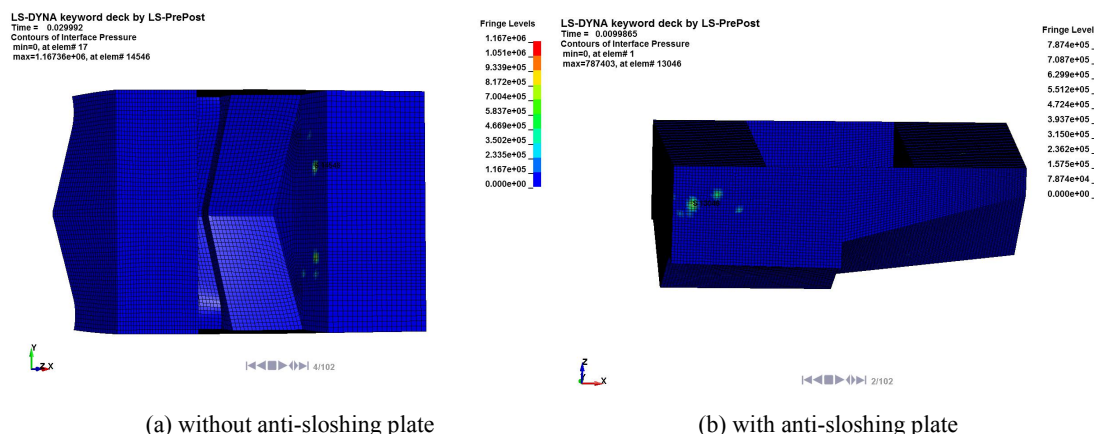 LS-DYNA keyword deck by LS-PrePost
Time = 0.029992
Contours of Interface Pressure
min=0, at elem# 17
max=1.16736e+06, at elem# 14546
Fringe Levels
1.167e+06
1.051e+06
9.339e+05
8.172e+05
7.004e+05
5.837e+05
4.669e+05
3.502e+05
2.335e+05
1.167e+05
0.000e+00
Y
Z X
4/102
(a) without anti-sloshing plate
LS-DYNA keyword deck by LS-PrePost
Time = 0.0099865
Contours of Interface Pressure
min=0, at elem# 1
max=787403, at elem# 13046
Fringe Level
7.874e+05
7.087e+05
6.299e+05
5.512e+05
4.724e+05
3.937e+05
3.150e+05
2.362e+05
1.575e+05
7.874e+04
0.000e+00
Z
Y X
2/102
(b) with anti-sloshing plate